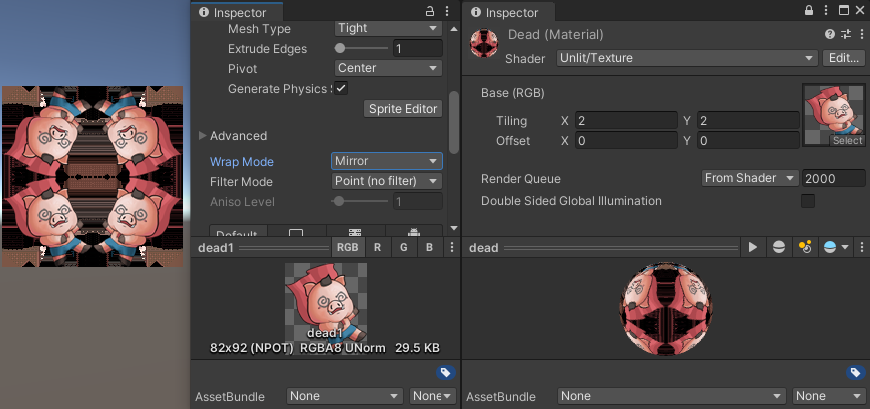 Inspector
Mesh Type Tight
Extrude Edges 1
Pivot Center
Generate Physics S
Sprite Editor
Advanced
Wrap Mode Mirror
Filter Mode Point (no filter)
Aniso Level 1
Default
dead1 RGB R G B
dead1
82x92 (NPOT) RGBA8 UNorm 29.5 KB
AssetBundle None None
Inspector
Dead (Material)
Shader Unlit/Texture Edit...
Base (RGB)
Tiling X 2 Y 2
Offset X 0 Y 0
Select
Render Queue From Shader 2000
Double Sided Global Illumination
dead
AssetBundle None None